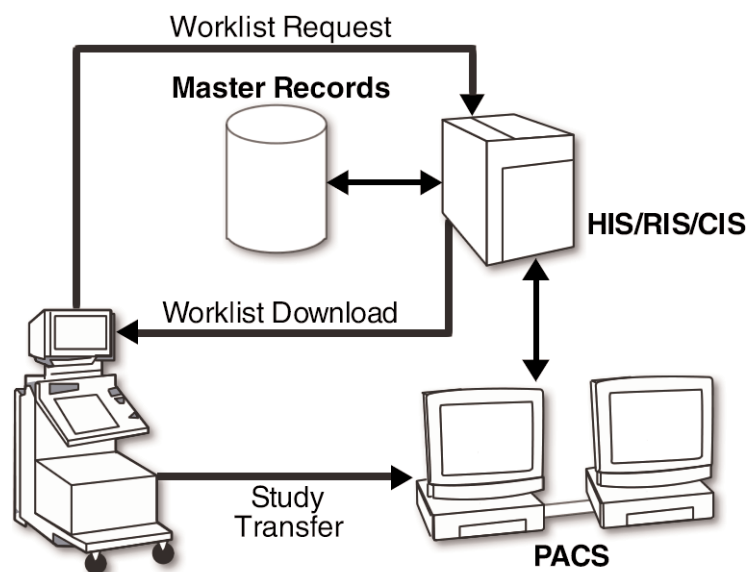 Worklist Request
Master Records
HIS/RIS/CIS
Worklist Download
Study
Transfer
PACS